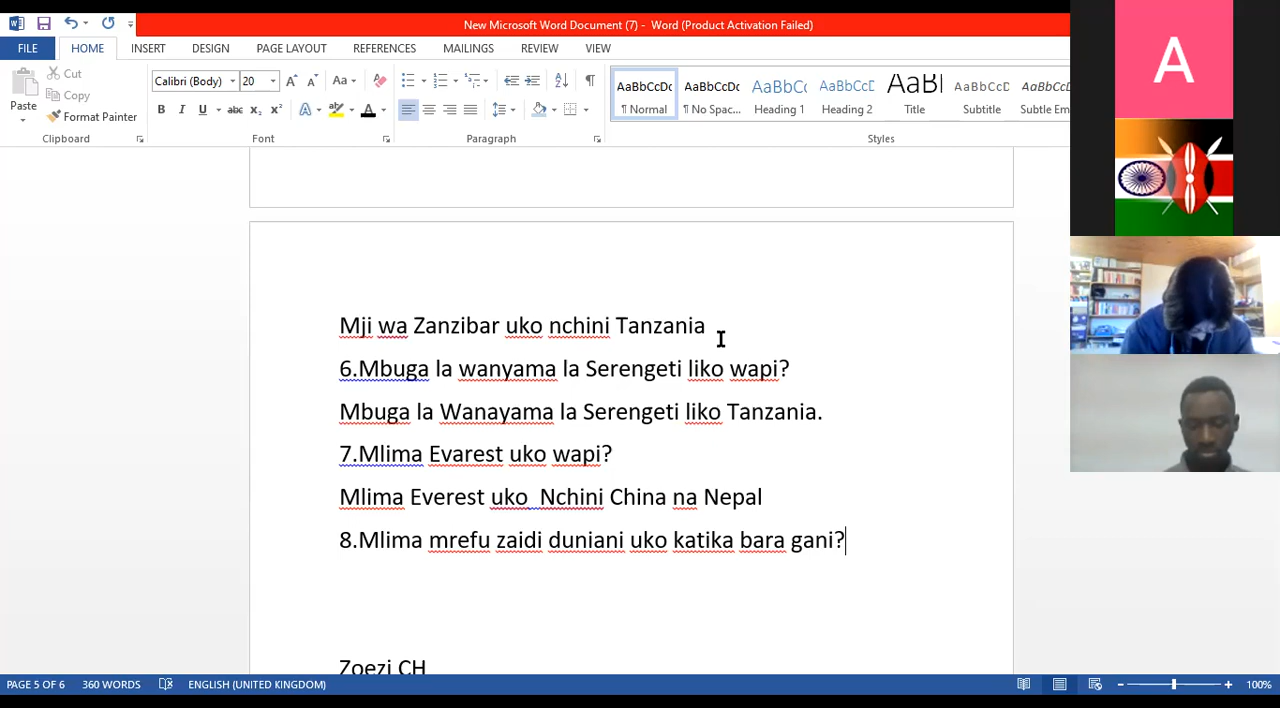 New Microsoft Word Document (7) - Word (Product Activation Failed)
FILE HOME INSERT DESIGN PAGE LAYOUT REFERENCES MAILINGS REVIEW VIEW
Cut
Copy
Format Painter
Paste
Calibri (Body) 20
AaBbCcDc AaBbCcDc AaBbCc AaBbCcD AaBl AaBbCcD AaBbCcDc
¶ Normal ¶ No Spac... Heading 1 Heading 2 Title Subtitle Subtle Em
Clipboard Font Paragraph Styles
A
Mji wa Zanzibar uko nchini Tanzania
6.Mbuga la wanyama la Serengeti liko wapi?
Mbuga la Wanayama la Serengeti liko Tanzania.
7.Mlima Evarest uko wapi?
Mlima Everest uko  Nchini China na Nepal
8.Mlima mrefu zaidi duniani uko katika bara gani?
Zoezi CH
PAGE 5 OF 6 360 WORDS ENGLISH (UNITED KINGDOM) 100%